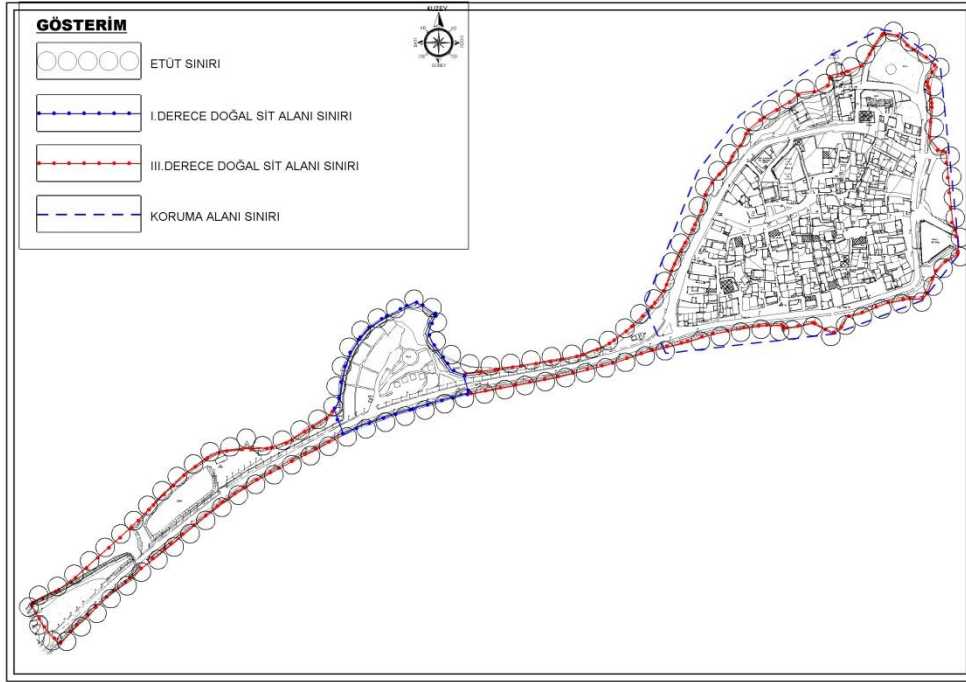 GÖSTERİM
ETÜT SINIRI
I.DERECE DOĞAL SİT ALANI SINIRI
III.DERECE DOĞAL SİT ALANI SINIRI
KORUMA ALANI SINIRI
KUZEY